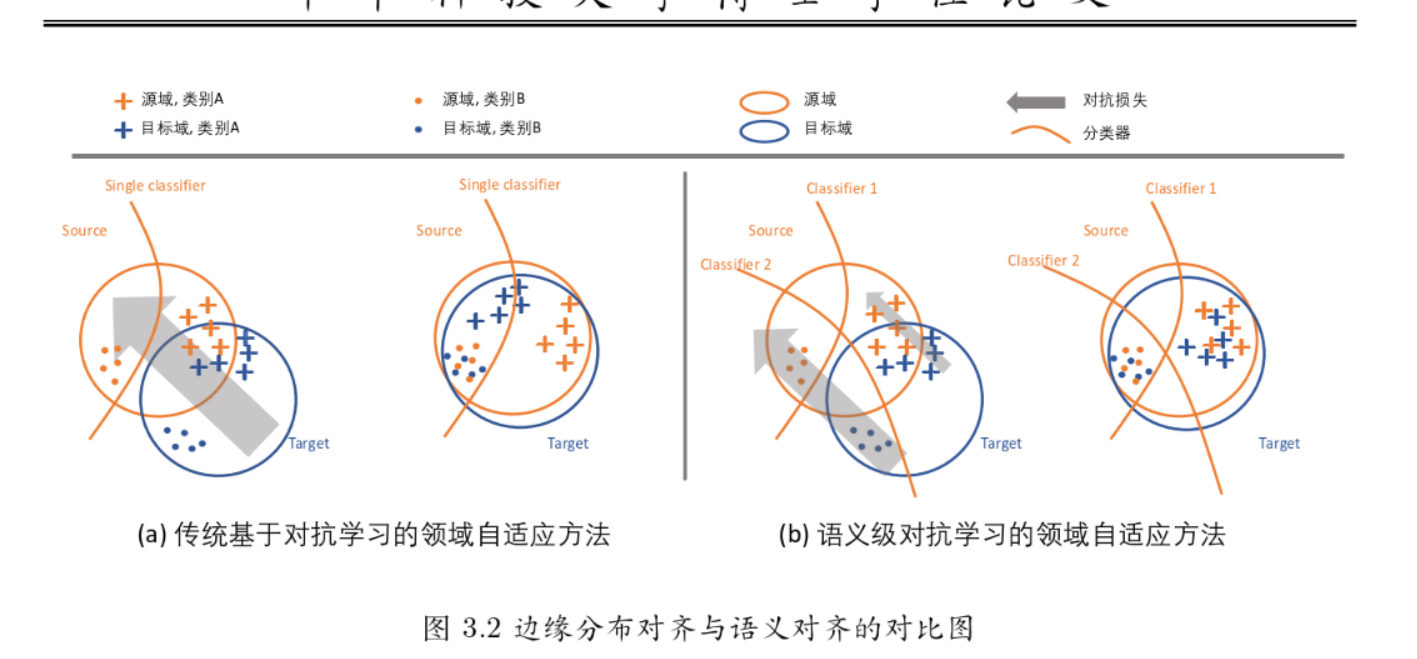 源域, 类别A
源域, 类别B
源域
对抗损失
目标域, 类别A
目标域, 类别B
目标域
分类器
Single classifier
Source
Target
Single classifier
Source
Target
(a) 传统基于对抗学习的领域自适应方法
Classifier 1
Source
Classifier 2
Target
Classifier 1
Source
Classifier 2
Target
(b) 语义级对抗学习的领域自适应方法
图 3.2 边缘分布对齐与语义对齐的对比图